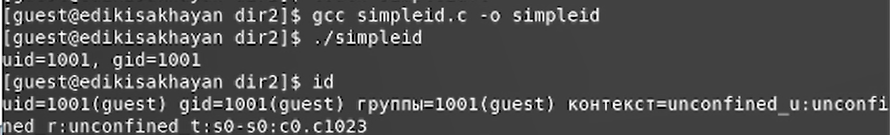 [guest@edikisakhayan dir2]$ gcc simpleid.c -o simpleid
[guest@edikisakhayan dir2]$ ./simpleid
uid=1001, gid=1001
[guest@edikisakhayan dir2]$ id
uid=1001(guest) gid=1001(guest) группы=1001(guest) контекст=unconfined_u:unconfi
ned_r:unconfined_t:s0-s0:c0.c1023